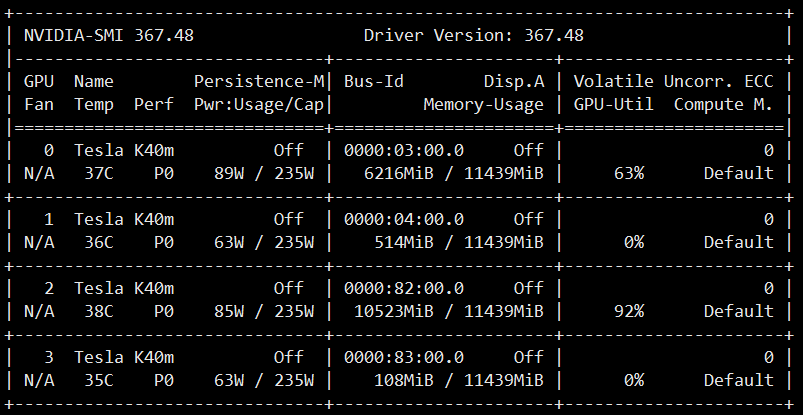 +-----------------------------------------------------------------------------+
| NVIDIA-SMI 367.48                 Driver Version: 367.48                    |
|-------------------------------+----------------------+----------------------+
| GPU  Name        Persistence-M| Bus-Id        Disp.A | Volatile Uncorr. ECC |
| Fan  Temp  Perf  Pwr:Usage/Cap|         Memory-Usage | GPU-Util  Compute M. |
|===============================+======================+======================|
|   0  Tesla K40m          Off  | 0000:03:00.0     Off |                    0 |
| N/A   37C    P0    89W / 235W |   6216MiB / 11439MiB |     63%      Default |
+-------------------------------+----------------------+----------------------+
|   1  Tesla K40m          Off  | 0000:04:00.0     Off |                    0 |
| N/A   36C    P0    63W / 235W |    514MiB / 11439MiB |      0%      Default |
+-------------------------------+----------------------+----------------------+
|   2  Tesla K40m          Off  | 0000:82:00.0     Off |                    0 |
| N/A   38C    P0    85W / 235W |  10523MiB / 11439MiB |     92%      Default |
+-------------------------------+----------------------+----------------------+
|   3  Tesla K40m          Off  | 0000:83:00.0     Off |                    0 |
| N/A   35C    P0    63W / 235W |    108MiB / 11439MiB |      0%      Default |
+-------------------------------+----------------------+----------------------+